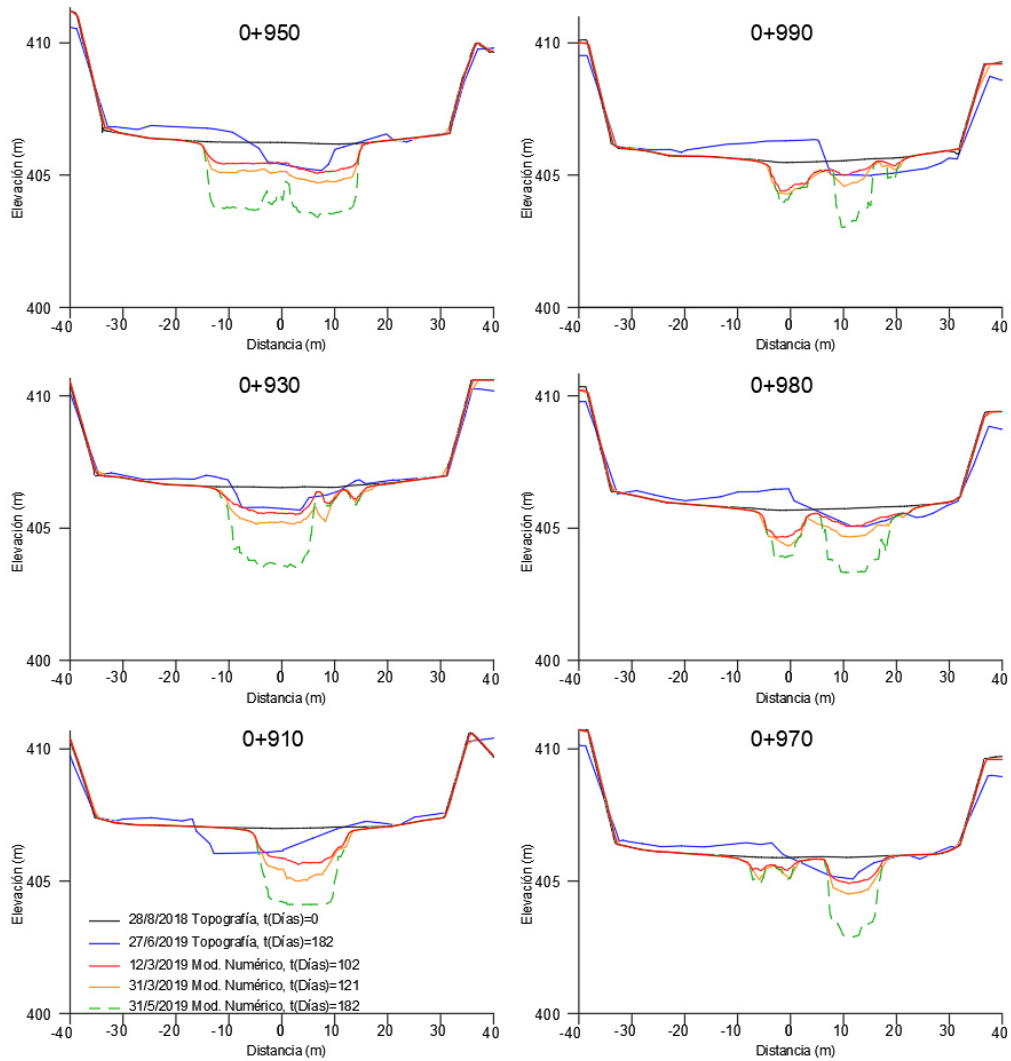 0+950
410
405
400
Elevación (m)
-40 -30 -20 -10 0 10 20 30 40
Distancia (m)
0+990
410
405
400
Elevación (m)
-40 -30 -20 -10 0 10 20 30 40
Distancia (m)
0+930
410
405
400
Elevación (m)
-40 -30 -20 -10 0 10 20 30 40
Distancia (m)
0+980
410
405
400
Elevación (m)
-40 -30 -20 -10 0 10 20 30 40
Distancia (m)
0+910
410
405
400
Elevación (m)
28/8/2018 Topografía, t(Días)=0
27/6/2019 Topografía, t(Días)=182
12/3/2019 Mod. Numérico, t(Días)=102
31/3/2019 Mod. Numérico, t(Días)=121
31/5/2019 Mod. Numérico, t(Días)=182
-40 -30 -20 -10 0 10 20 30 40
Distancia (m)
0+970
410
405
400
Elevación (m)
-40 -30 -20 -10 0 10 20 30 40
Distancia (m)